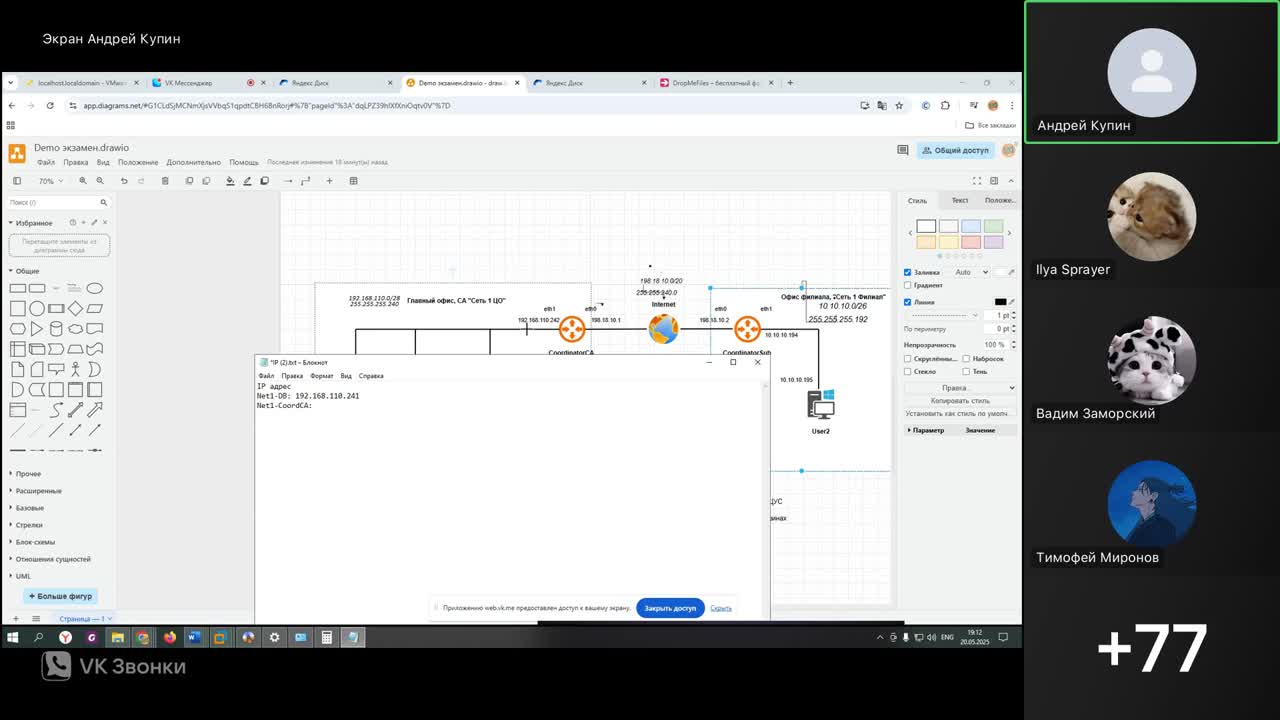 Экран Андрей Купин
localhost.localdomain - VMwa
VK Мессенджер
Яндекс Диск
Demo экзамен.drawio - draw.i
Яндекс Диск
DropMeFiles – бесплатный ф
Все закладки
Demo экзамен.drawio
Файл Правка Вид Положение Дополнительно Помощь Последнее изменение 18 минут(ы) назад
Общий доступ
70%
Поиск (/)
Избранное
Перетащите элементы из
диаграммы сюда
Общие
Прочее
Расширенные
Базовые
Стрелки
Блок-схемы
Отношения сущностей
UML
+ Больше фигур
Страница — 1
192.168.110.0/28
255.255.255.240
Главный офис, СА "Сеть 1 ЦО"
eth1
eth0
192.168.110.242
198.18.10.1
CoordinatorCA
198.18.10.0/20
255.255.240.0
Internet
eth0
eth1
198.18.10.2
CoordinatorSub
Офис филиала, "Сеть 1 Филиал"
10.10.10.0/26
255.255.255.192
10.10.10.194
10.10.10.195
User2
ЦУС
*IP (2).txt – Блокнот
Файл Правка Формат Вид Справка
IP адрес
Net1-DB: 192.168.110.241
Net1-CoordCA:
Приложению web.vk.me предоставлен доступ к вашему экрану.
Закрыть доступ
Скрыть
Стиль
Текст
Положе...
Заливка
Auto
Градиент
Линия
1 pt
По периметру
0 pt
Непрозрачность
100 %
Скруглённы...
Набросок
Стекло
Тень
Правка...
Копировать стиль
Установать как стиль по умолч...
Параметр
Значение
ENG
19:12
20.05.2025
VK Звонки
Андрей Купин
Ilya Sprayer
Вадим Заморский
Тимофей Миронов
+77